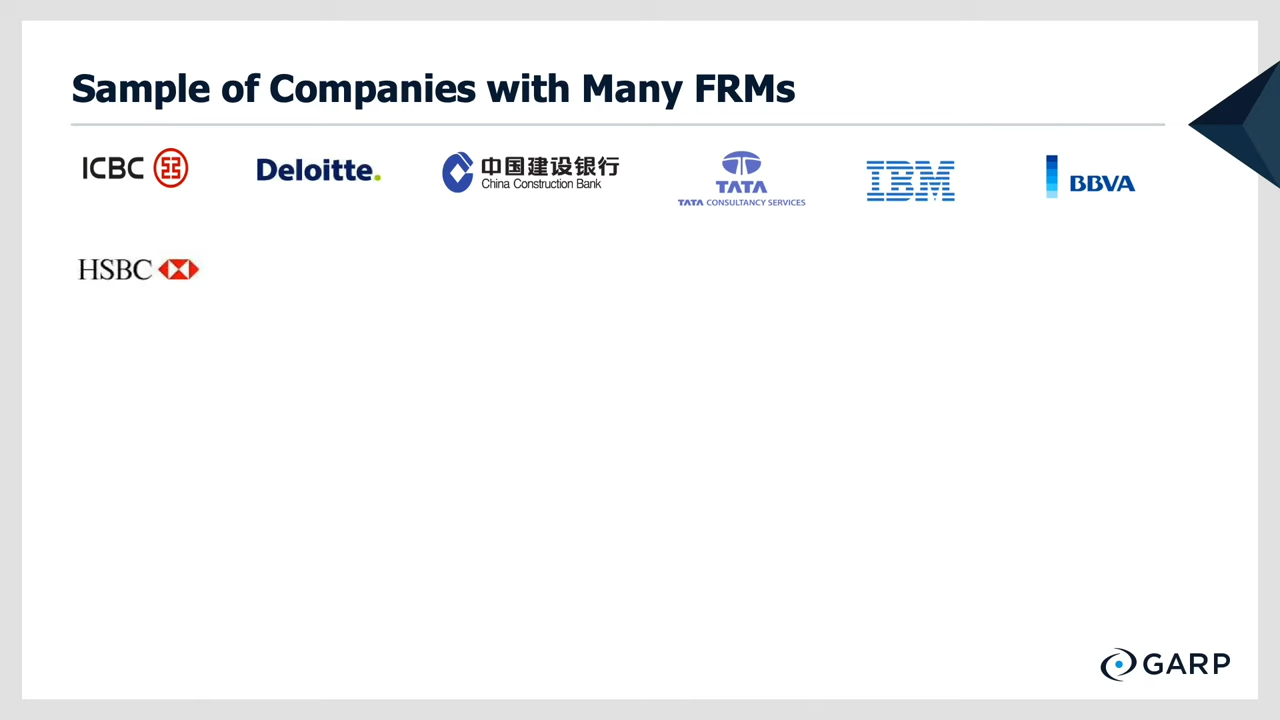 Sample of Companies with Many FRMs
ICBC
Deloitte.
中国建设银行
China Construction Bank
TATA
TATA CONSULTANCY SERVICES
IBM
BBVA
HSBC
GARP